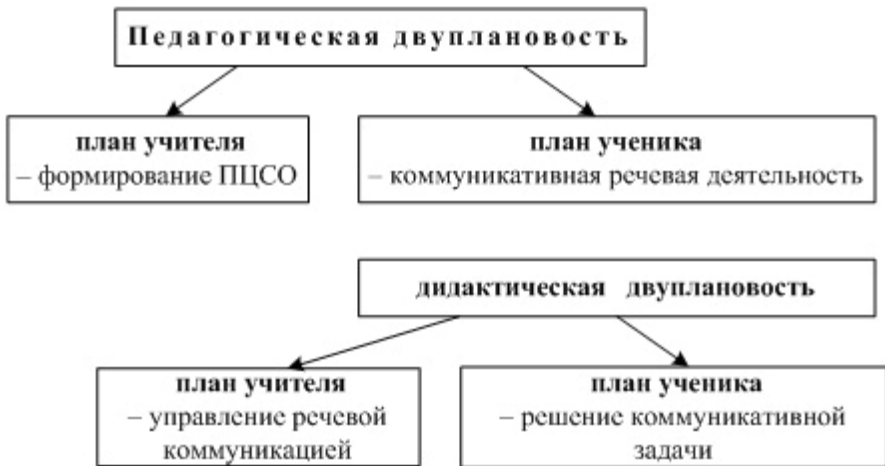 Педагогическая двуплановость
план учителя
– формирование ПЦСО
план ученика
– коммуникативная речевая деятельность
дидактическая двуплановость
план учителя
– управление речевой
коммуникацией
план ученика
– решение коммуникативной
задачи